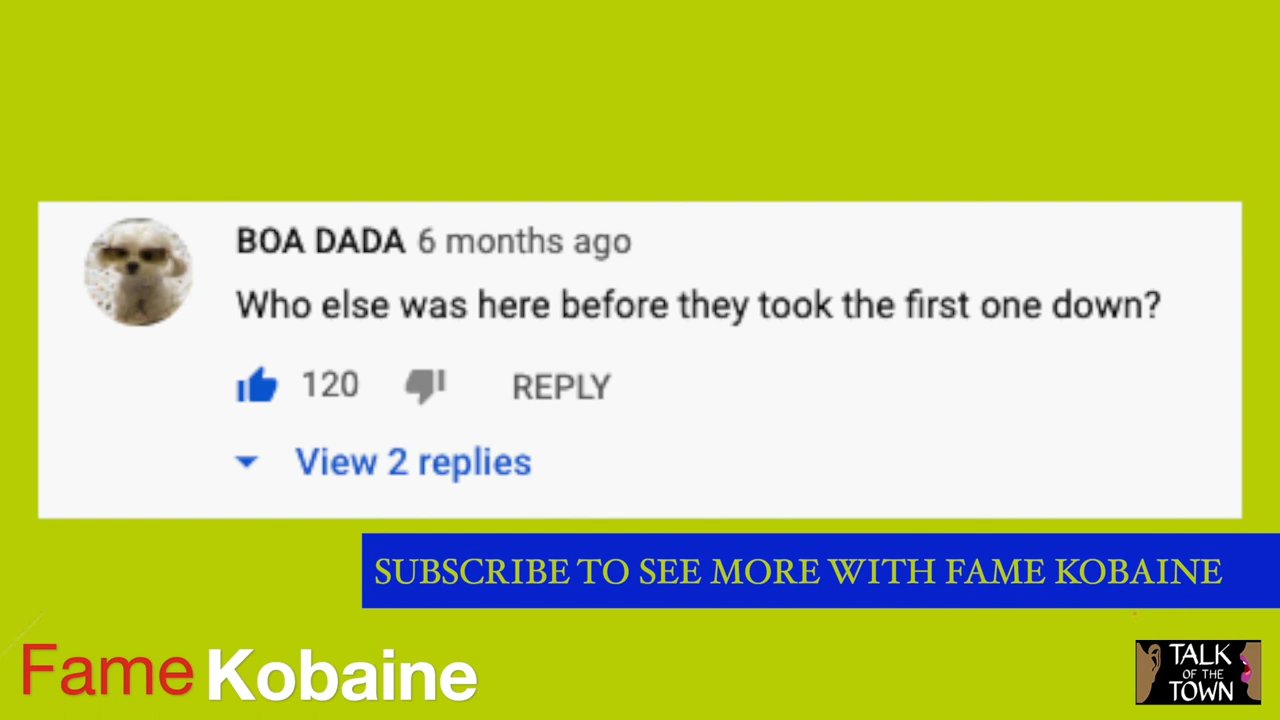 BOA DADA 6 months ago
Who else was here before they took the first one down?
120 REPLY
View 2 replies
SUBSCRIBE TO SEE MORE WITH FAME KOBAINE
Fame Kobaine
TALK
OF THE
TOWN